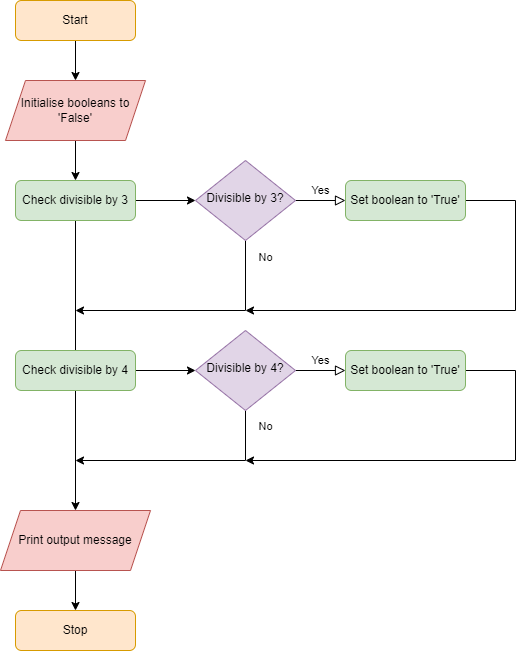 Start
Initialise booleans to
'False'
Check divisible by 3
Divisible by 3?
Yes
Set boolean to 'True'
No
Check divisible by 4
Divisible by 4?
Yes
Set boolean to 'True'
No
Print output message
Stop